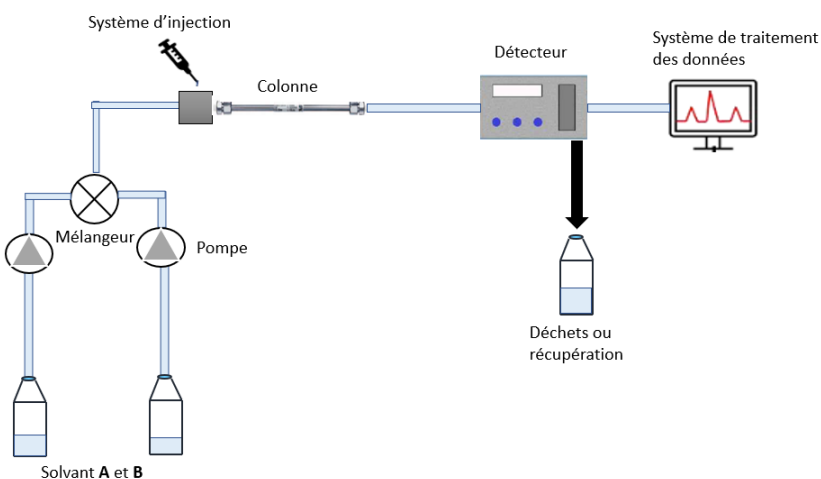 Système d’injection
Colonne
Détecteur
Système de traitement
des données
Mélangeur
Pompe
Déchets ou
récupération
Solvant A et B